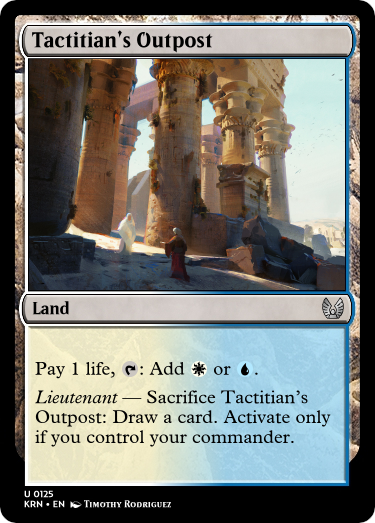 Tactitian's Outpost
Land
Pay 1 life, : Add or .
Lieutenant — Sacrifice Tactitian's
Outpost: Draw a card. Activate only
if you control your commander.
U 0125
KRN • EN Timothy Rodriguez